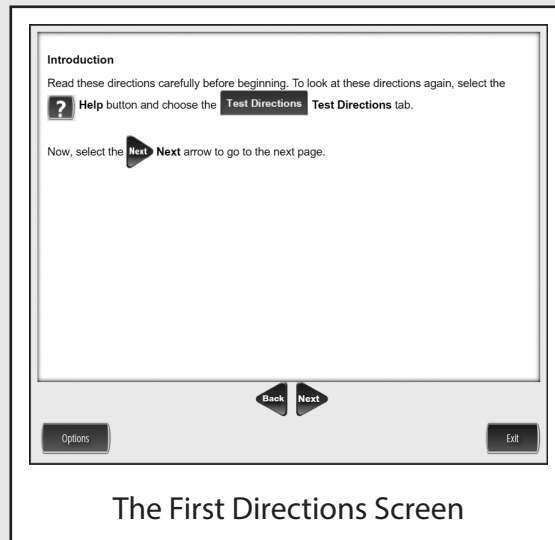 Introduction
Read these directions carefully before beginning. To look at these directions again, select the
? Help button and choose the Test Directions Test Directions tab.
Now, select the Next Next arrow to go to the next page.
Back Next
Options Exit
The First Directions Screen